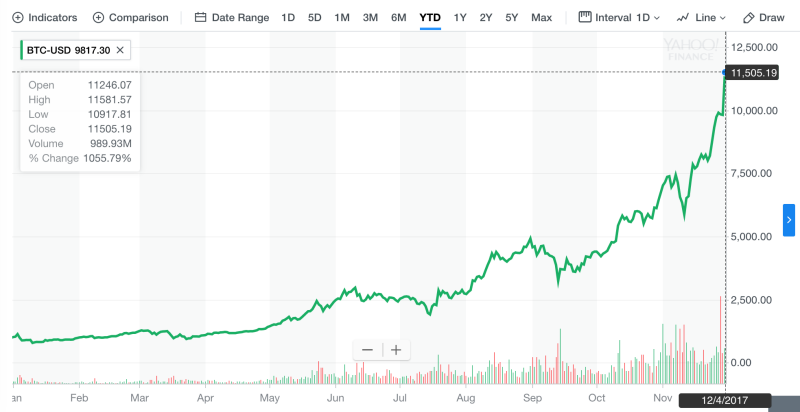 Indicators Comparison Date Range 1D 5D 1M 3M 6M YTD 1Y 2Y 5Y Max Interval 1D Line Draw
BTC-USD 9817.30
YAHOO!
FINANCE
12,500.00
11,505.19
Open 11246.07
High 11581.57
Low 10917.81
Close 11505.19
Volume 989.93M
% Change 1055.79%
10,000.00
7,500.00
5,000.00
2,500.00
0.00
an Feb Mar Apr May Jun Jul Aug Sep Oct Nov 12/4/2017